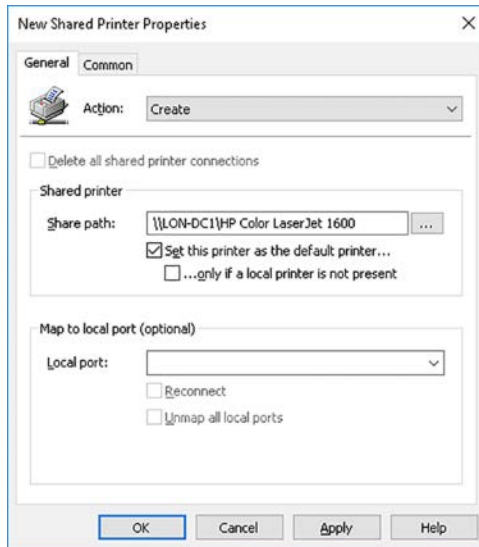 New Shared Printer Properties
General Common
Action: Create
Delete all shared printer connections
Shared printer
Share path: \\LON-DC1\HP Color LaserJet 1600 ...
Set this printer as the default printer...
...only if a local printer is not present
Map to local port (optional)
Local port:
Reconnect
Unmap all local ports
OK Cancel Apply Help